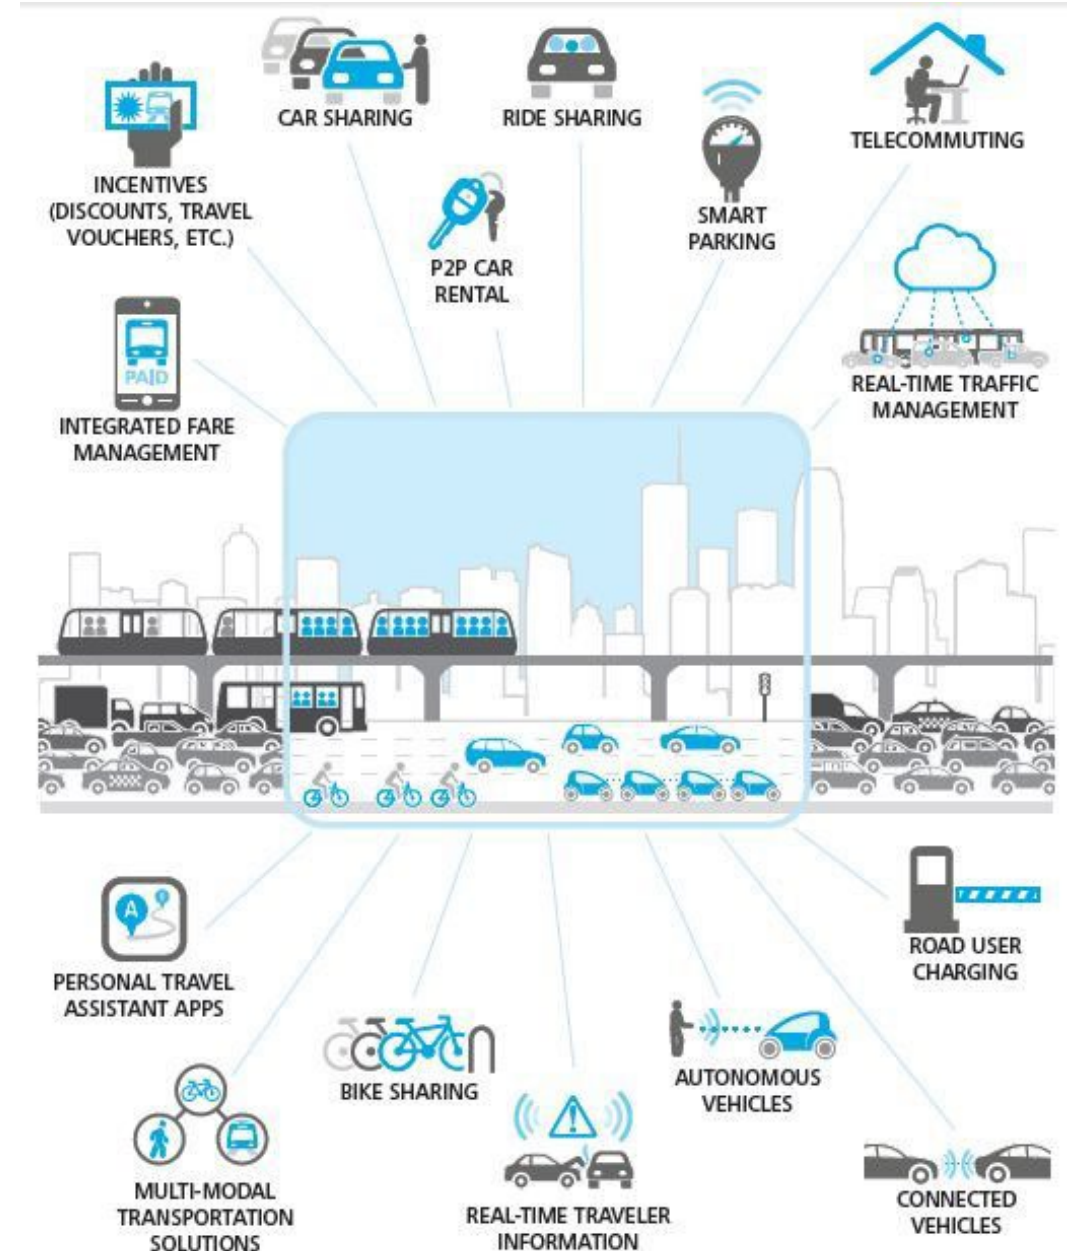 CAR SHARING
RIDE SHARING
TELECOMMUTING
INCENTIVES
(DISCOUNTS, TRAVEL
VOUCHERS, ETC.)
P2P CAR
RENTAL
SMART
PARKING
PAID
INTEGRATED FARE
MANAGEMENT
REAL-TIME TRAFFIC
MANAGEMENT
A
PERSONAL TRAVEL
ASSISTANT APPS
ROAD USER
CHARGING
BIKE SHARING
AUTONOMOUS
VEHICLES
MULTI-MODAL
TRANSPORTATION
SOLUTIONS
REAL-TIME TRAVELER
INFORMATION
CONNECTED
VEHICLES